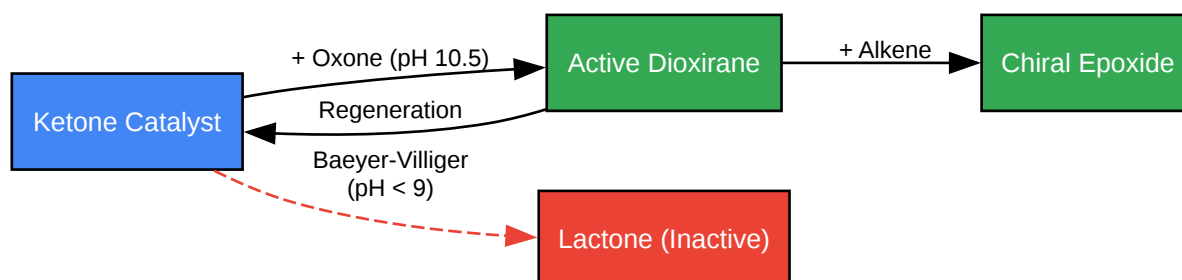 + Oxone (pH 10.5)
Active Dioxirane
+ Alkene
Chiral Epoxide
Ketone Catalyst
Regeneration
Baeyer-Villiger
(pH < 9)
Lactone (Inactive)